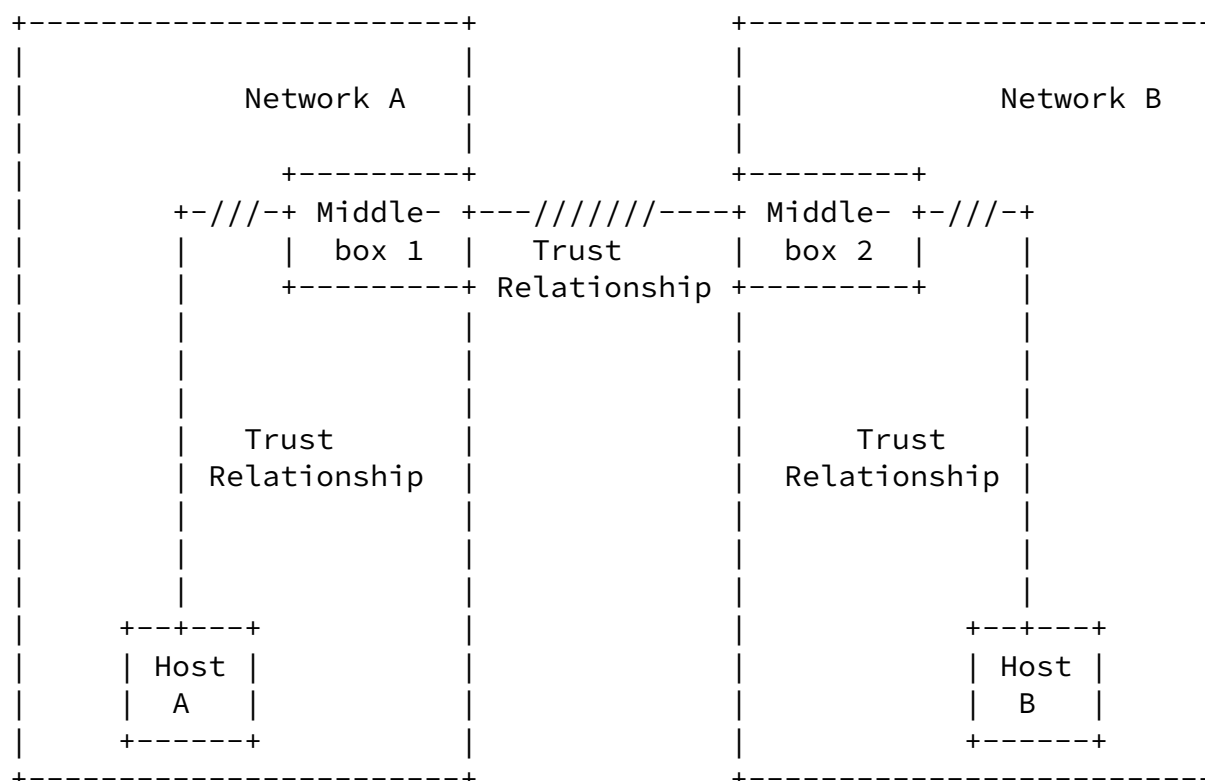 +------------------------+              +-------------------------
|                        |              |
|            Network A   |              |              Network B
|                        |              |
|              +---------+              +---------+
|        +-///-+ Middle- +---///////----+ Middle- +-///-+
|        |     |  box 1  |   Trust      |  box 2  |     |
|        |     +---------+ Relationship +---------+     |
|        |               |              |               |
|        |               |              |               |
|        |               |              |               |
|        |   Trust       |              |      Trust    |
|        | Relationship  |              |  Relationship |
|        |               |              |               |
|        |               |              |               |
|        |               |              |               |
|     +--+---+           |              |            +--+---+
|     | Host |           |              |            | Host |
|     |  A   |           |              |            |  B   |
|     +------+           |              |            +------+
+------------------------+              +-------------------------